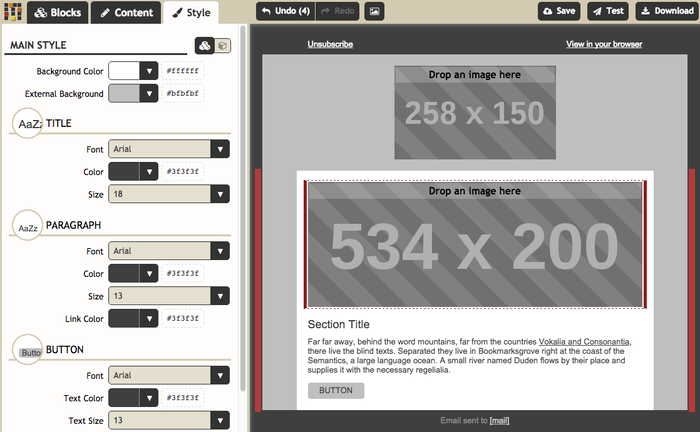 Blocks Content Style Undo (4) Redo Save Test Download
MAIN STYLE
Background Color #ffffff
External Background #bfbfbf
AaZz TITLE
Font Arial
Color #3f3f3f
Size 18
AaZz PARAGRAPH
Font Arial
Color #3f3f3f
Size 13
Link Color #3f3f3f
Butto BUTTON
Font Arial
Text Color #3f3f3f
Text Size 13
Unsubscribe View in your browser
Drop an image here
258 x 150
Drop an image here
534 x 200
Section Title
Far far away, behind the word mountains, far from the countries Vokalia and Consonantia,
there live the blind texts. Separated they live in Bookmarksgrove right at the coast of the
Semantics, a large language ocean. A small river named Duden flows by their place and
supplies it with the necessary regelialia.
BUTTON
Email sent to [mail]